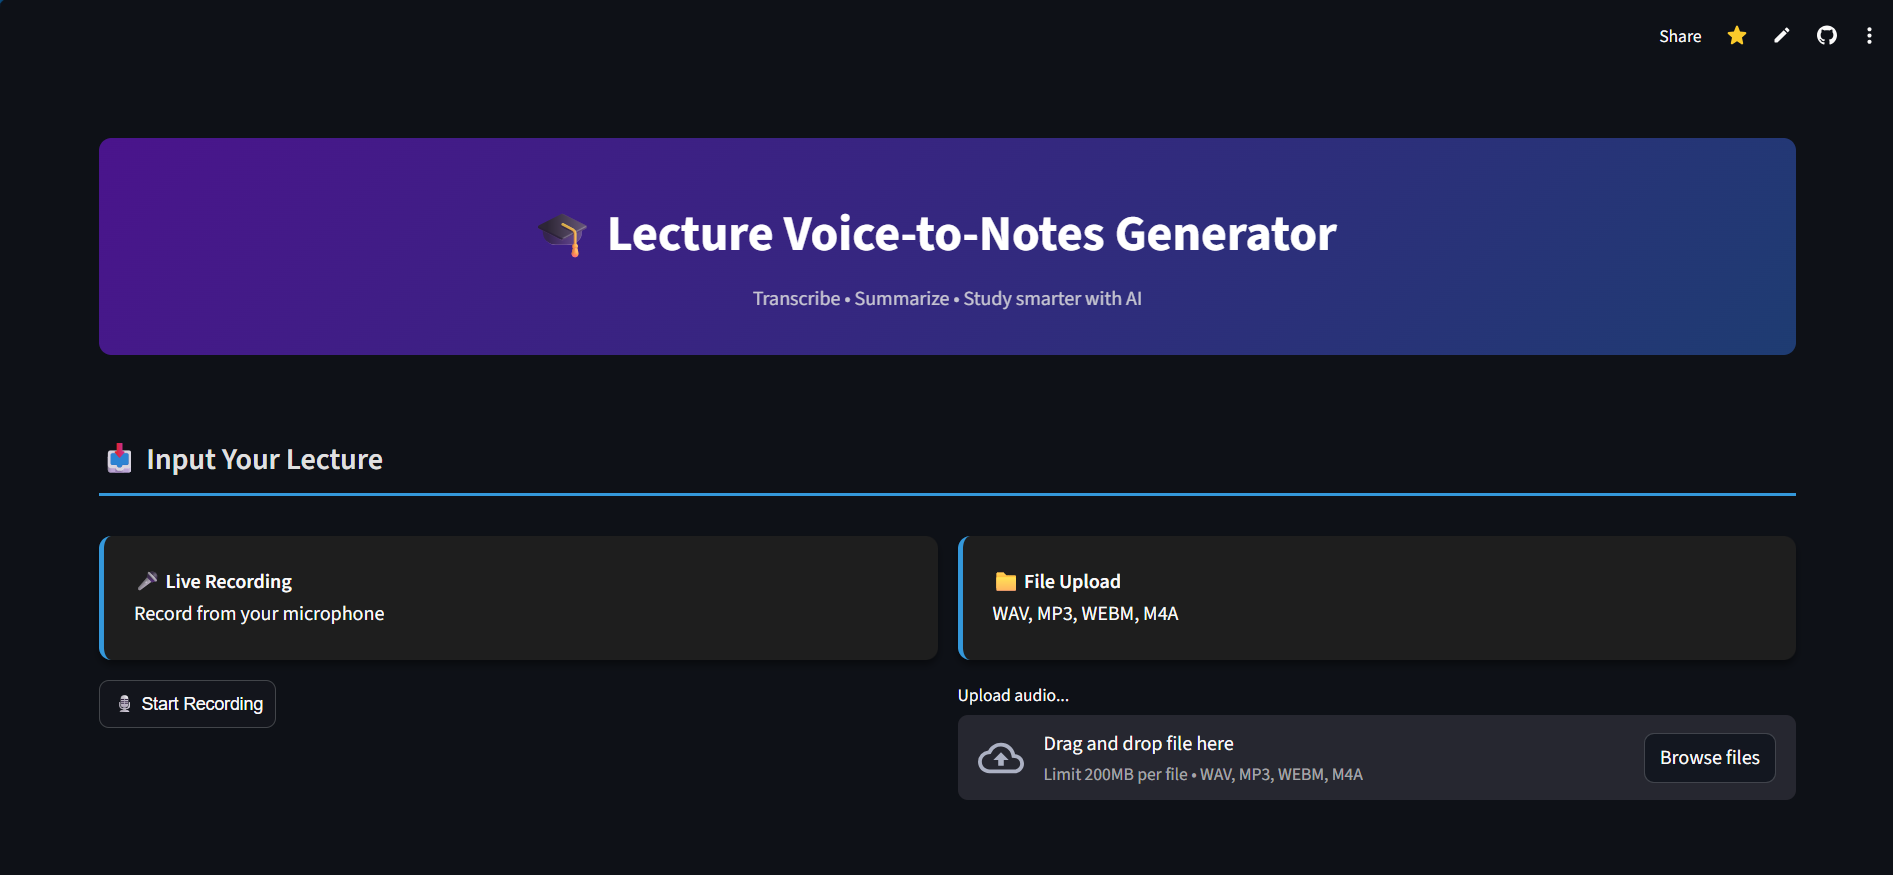 Share
Lecture Voice-to-Notes Generator
Transcribe • Summarize • Study smarter with AI
Input Your Lecture
Live Recording
Record from your microphone
Start Recording
File Upload
WAV, MP3, WEBM, M4A
Upload audio...
Drag and drop file here
Limit 200MB per file • WAV, MP3, WEBM, M4A
Browse files